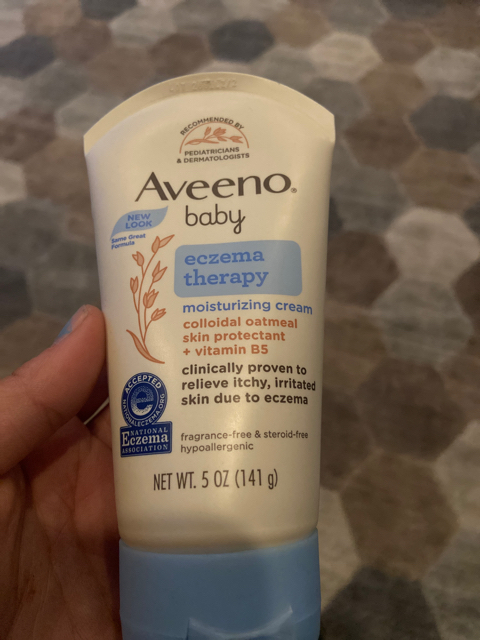 RECOMMENDED BY
PEDIATRICIANS
& DERMATOLOGISTS
Aveeno®
baby
NEW
LOOK
Same Great
Formula
eczema
therapy
moisturizing cream
colloidal oatmeal
skin protectant
+ vitamin B5
clinically proven to
relieve itchy, irritated
skin due to eczema
ACCEPTED
e
NATIONALECZEMA.ORG
NATIONAL
Eczema
ASSOCIATION
fragrance-free & steroid-free
hypoallergenic
NET WT. 5 OZ (141 g)